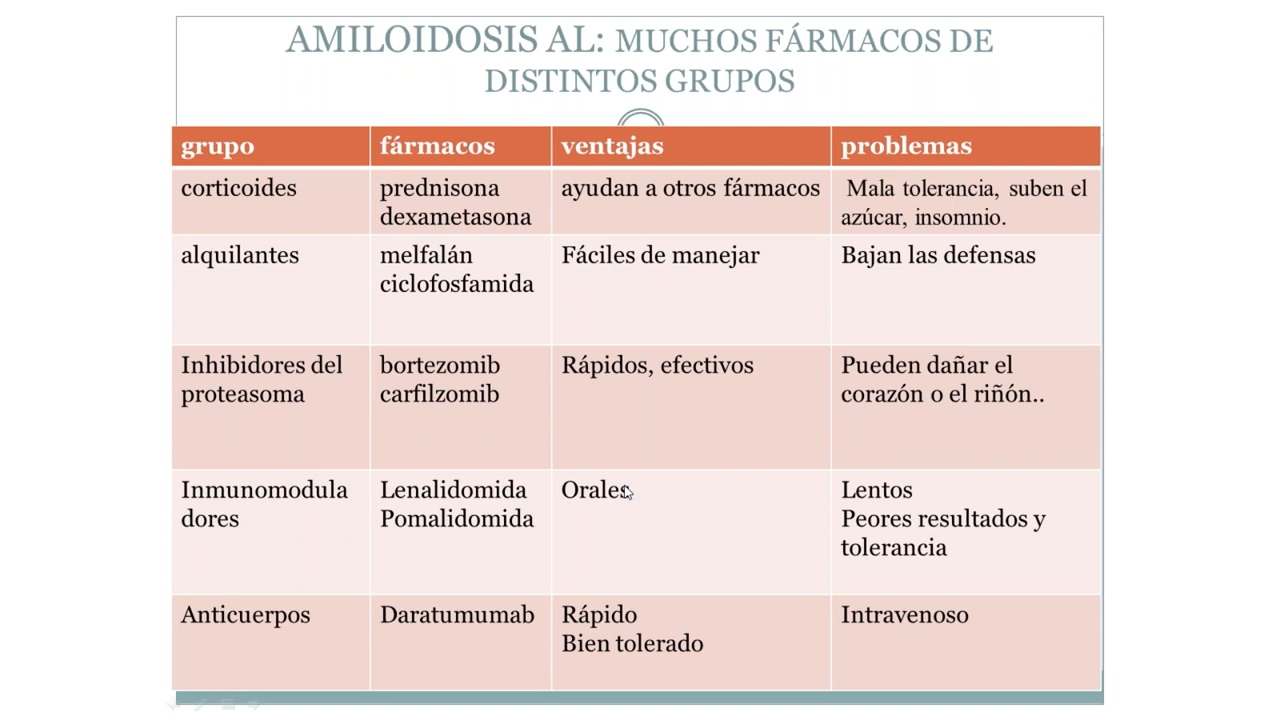 AMILOIDOSIS AL: MUCHOS FÁRMACOS DE
DISTINTOS GRUPOS
grupo fármacos ventajas problemas
corticoides prednisona ayudan a otros fármacos Mala tolerancia, suben el
dexametasona azúcar, insomnio.
alquilantes melfalán Fáciles de manejar Bajan las defensas
ciclofosfamida
Inhibidores del bortezomib Rápidos, efectivos Pueden dañar el
proteasoma carfilzomib corazón o el riñón..
Inmunomodula Lenalidomida Orales Lentos
dores Pomalidomida Peores resultados y
tolerancia
Anticuerpos Daratumumab Rápido Intravenoso
Bien tolerado